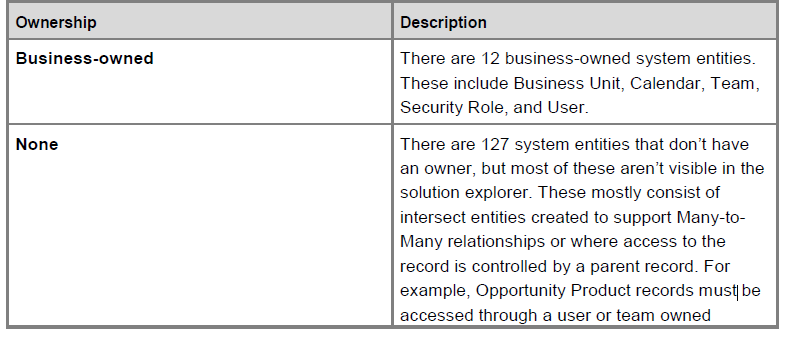 Ownership
Description
Business-owned
There are 12 business-owned system entities.
These include Business Unit, Calendar, Team,
Security Role, and User.
None
There are 127 system entities that don’t have
an owner, but most of these aren’t visible in the
solution explorer. These mostly consist of
intersect entities created to support Many-to-
Many relationships or where access to the
record is controlled by a parent record. For
example, Opportunity Product records must be
accessed through a user or team owned